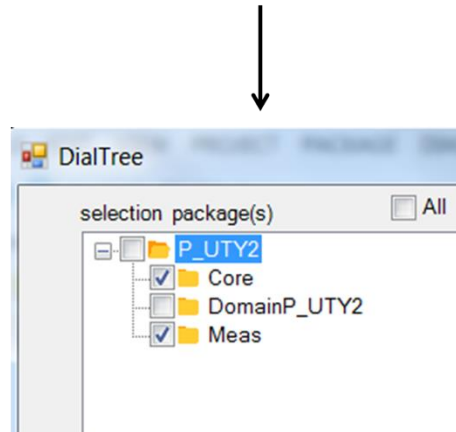 DialTree
selection package(s) All
P_UTY2
Core
DomainP_UTY2
Meas